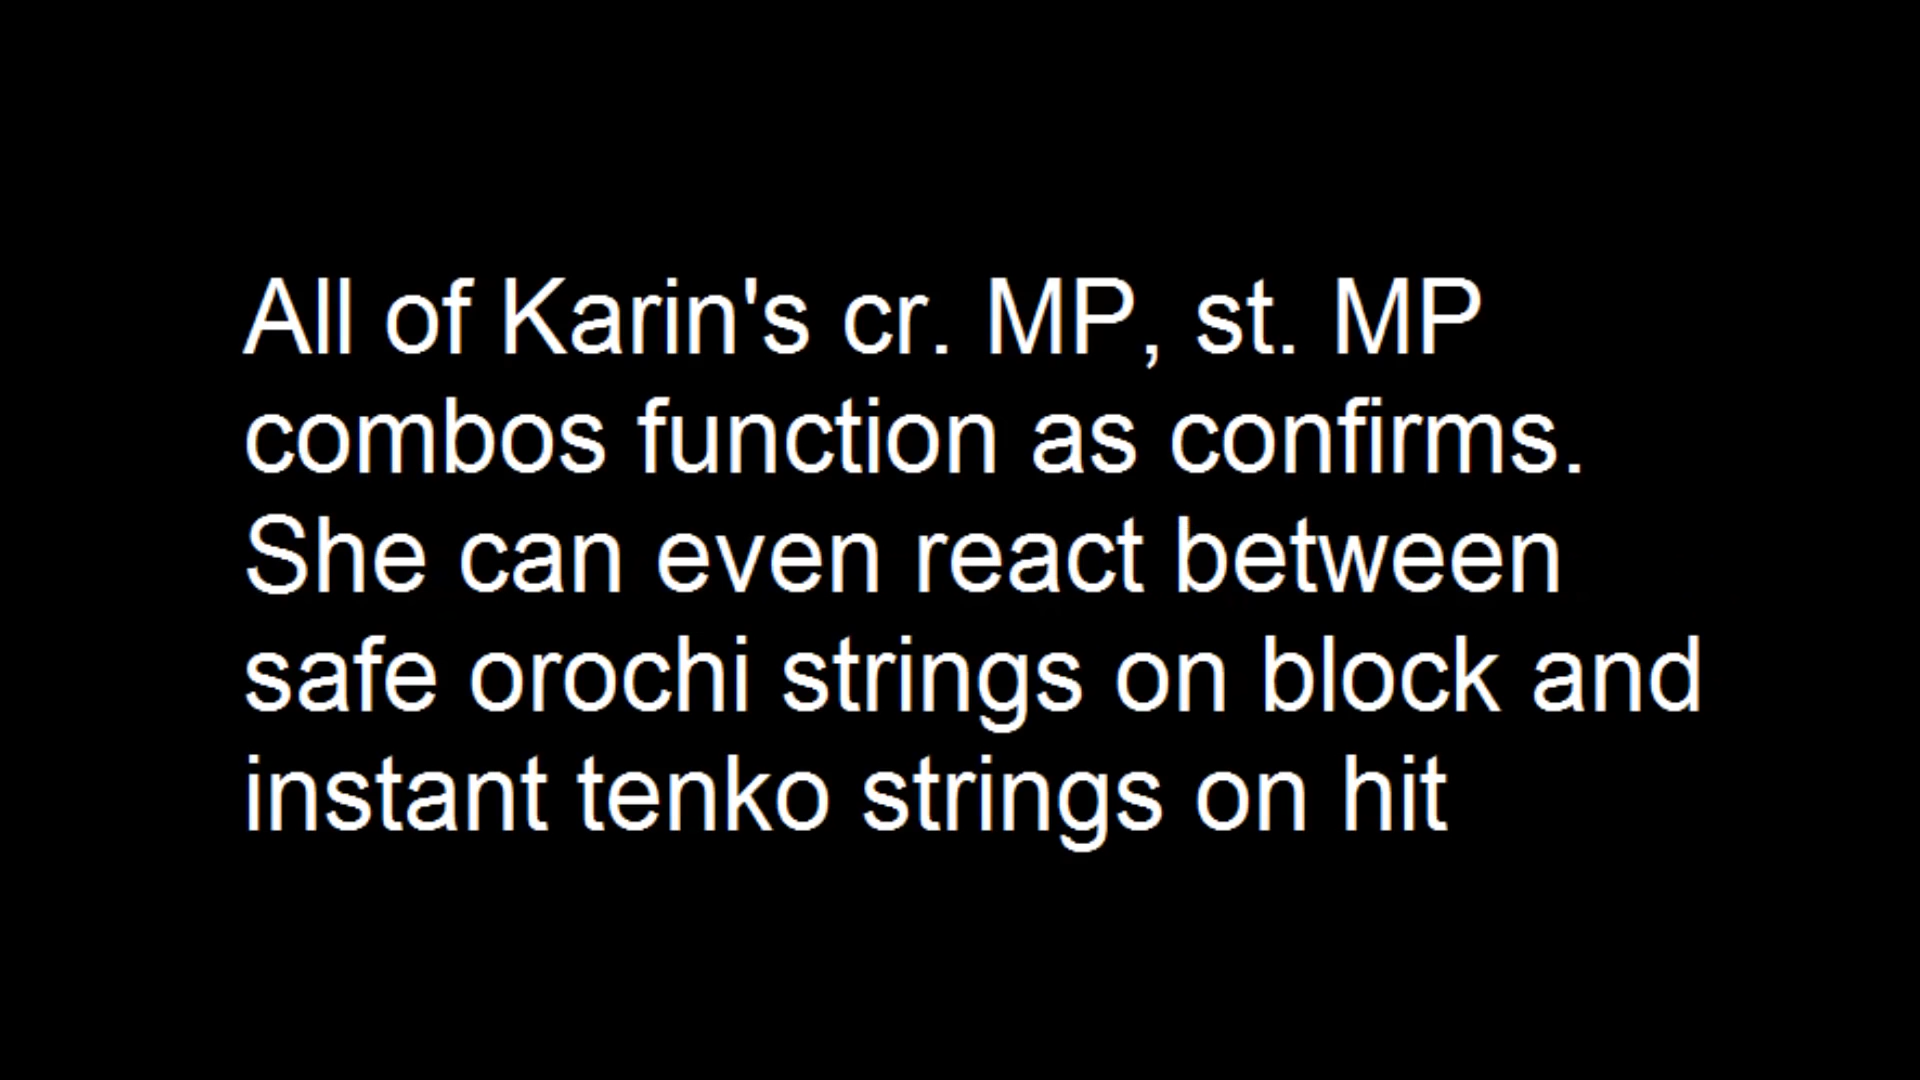 All of Karin's cr. MP, st. MP
combos function as confirms.
She can even react between
safe orochi strings on block and
instant tenko strings on hit